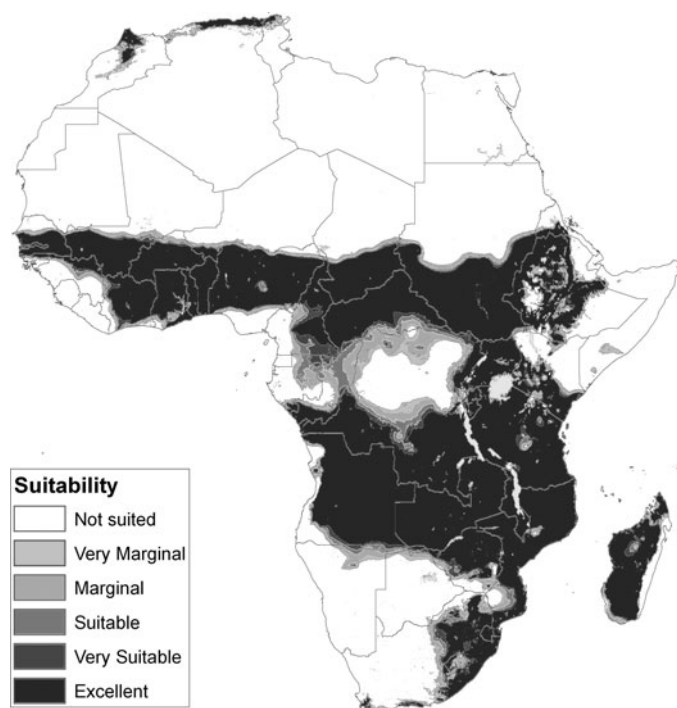 Suitability
Not suited
Very Marginal
Marginal
Suitable
Very Suitable
Excellent